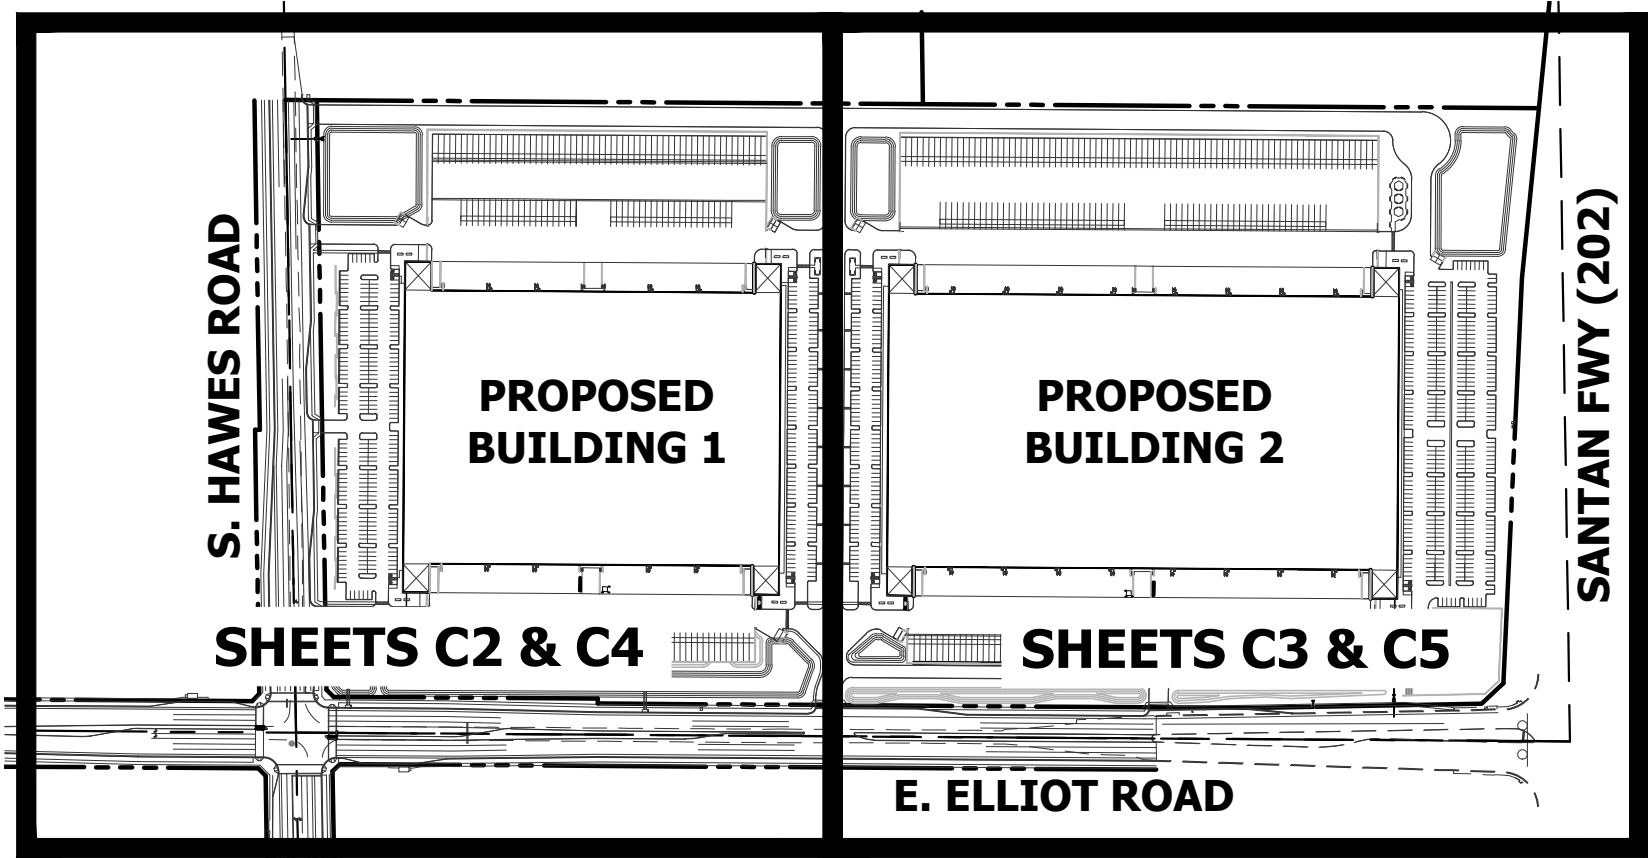 S. HAWES ROAD
PROPOSED
BUILDING 1
PROPOSED
BUILDING 2
SANTAN FWY (202)
SHEETS C2 & C4
SHEETS C3 & C5
E. ELLIOT ROAD